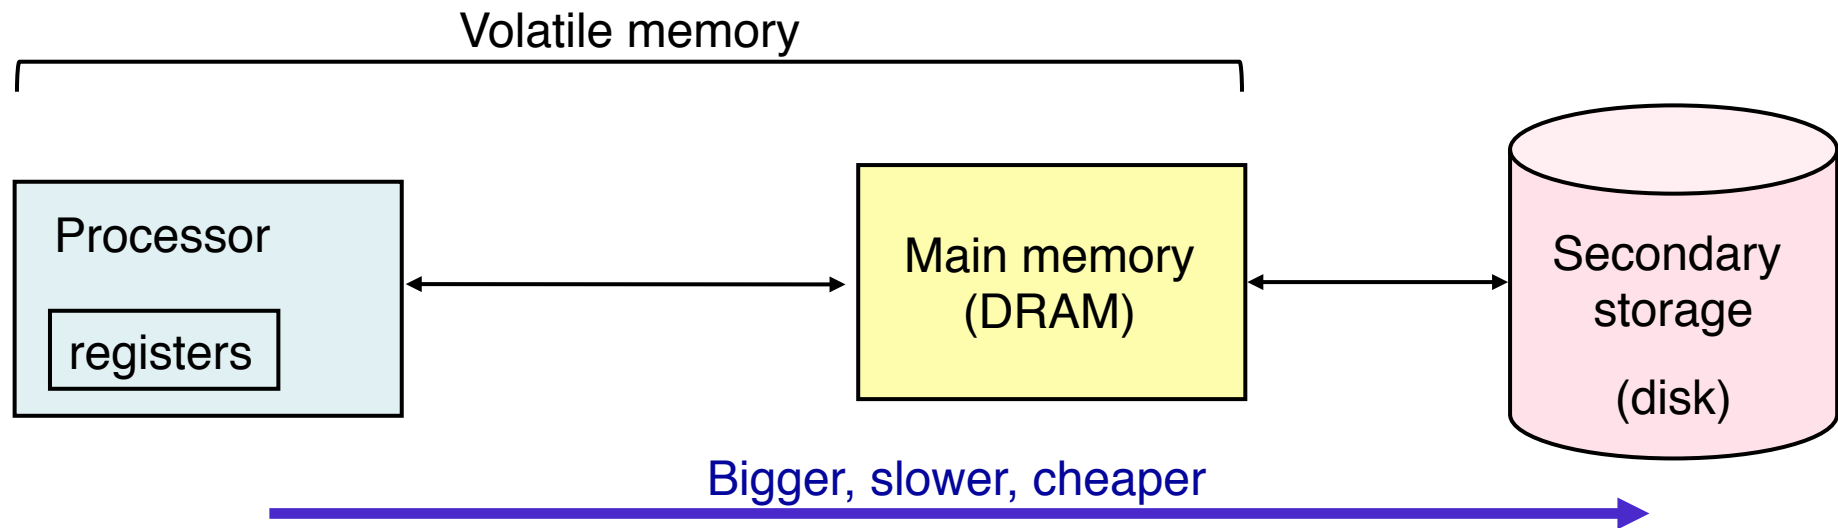 Volatile memory
Processor
registers
Main memory
(DRAM)
Secondary
storage
(disk)
Bigger, slower, cheaper